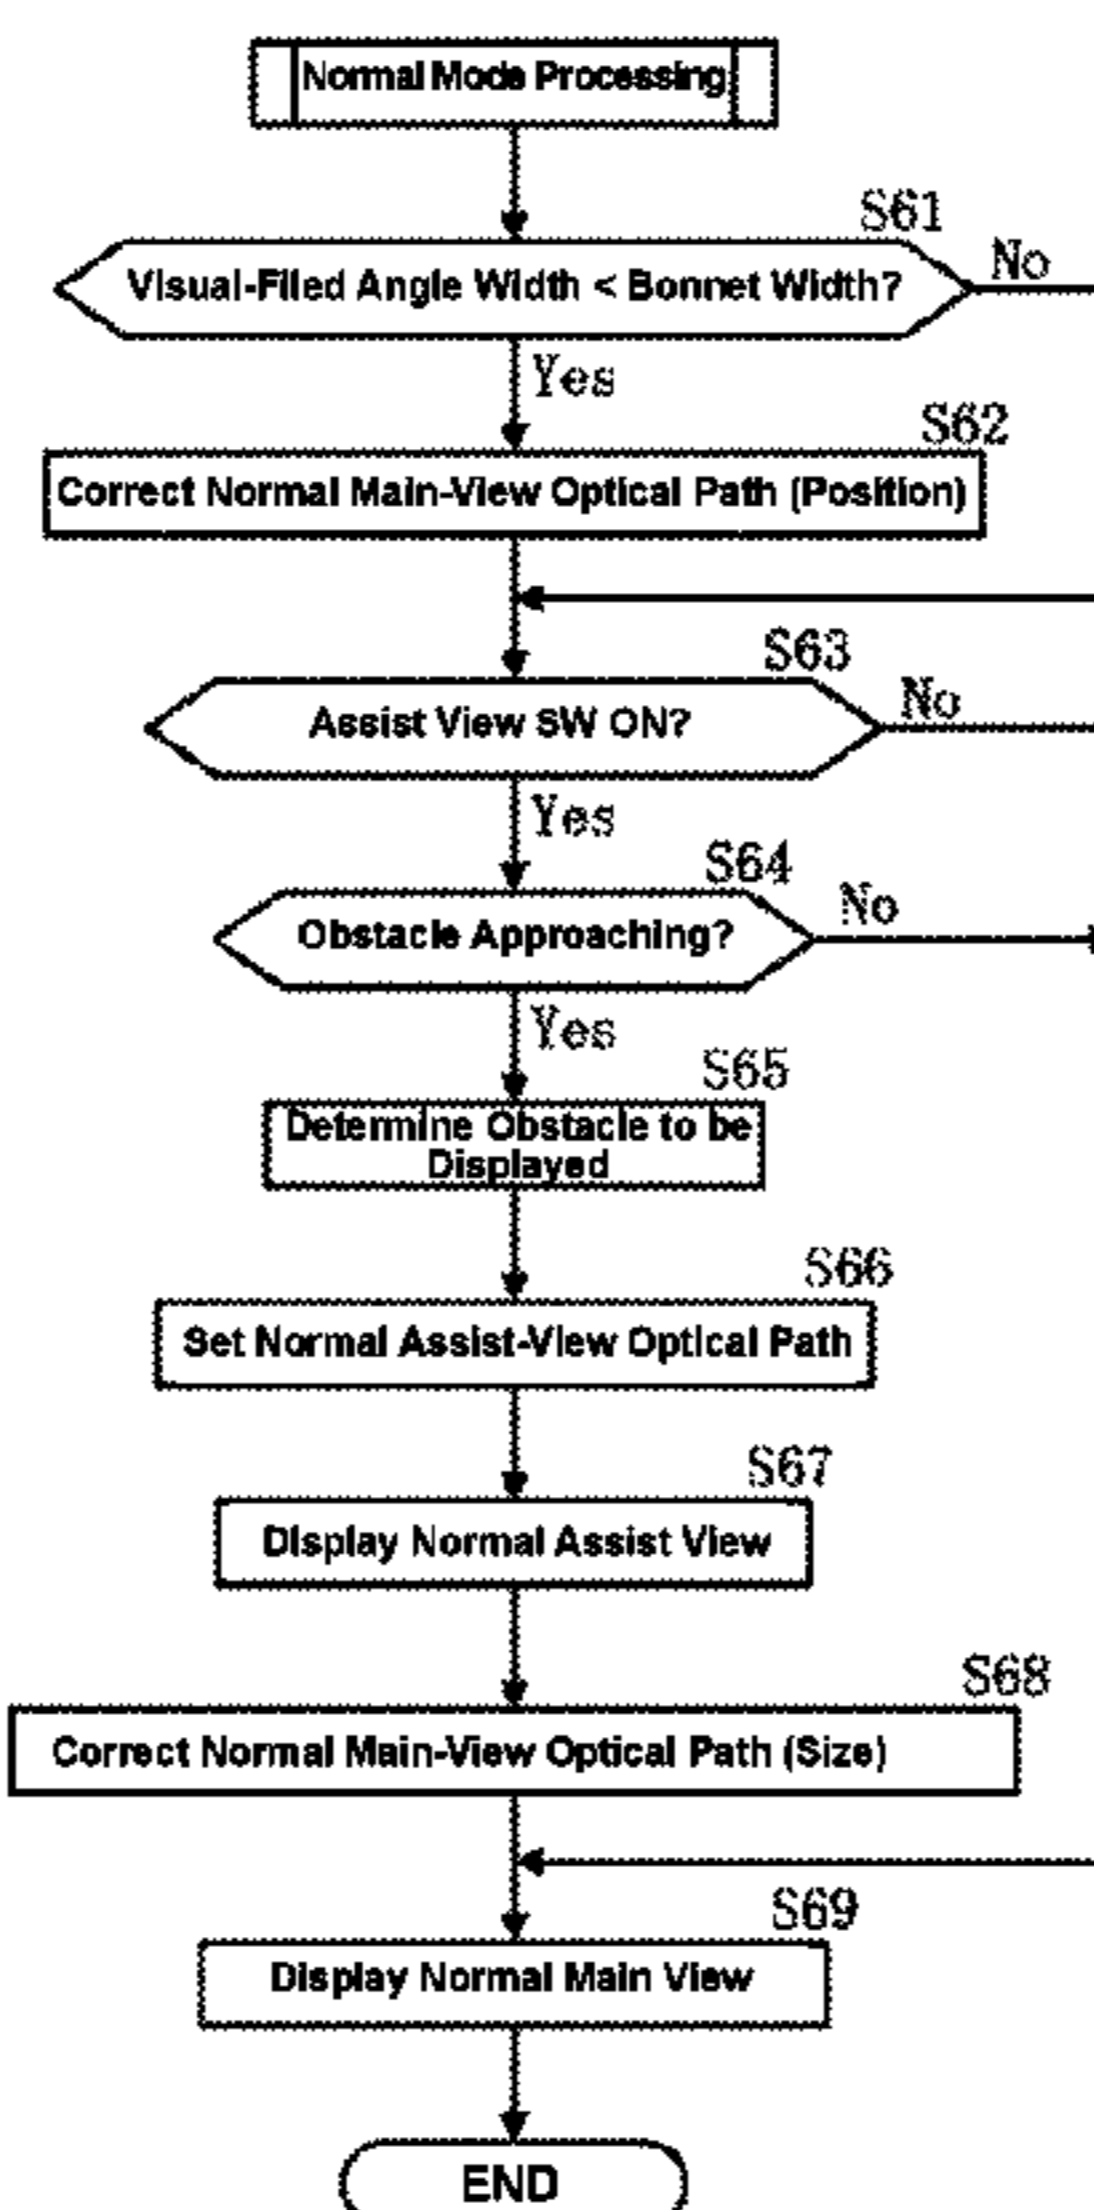 Normal Mode Processing
S61
Visual-Filed Angle Width < Bonnet Width?
No
Yes
S62
Correct Normal Main-View Optical Path (Position)
S63
Assist View SW ON?
No
Yes
S64
Obstacle Approaching?
No
Yes
S65
Determine Obstacle to be
Displayed
S66
Set Normal Assist-View Optical Path
S67
Display Normal Assist View
S68
Correct Normal Main-View Optical Path (Size)
S69
Display Normal Main View
END